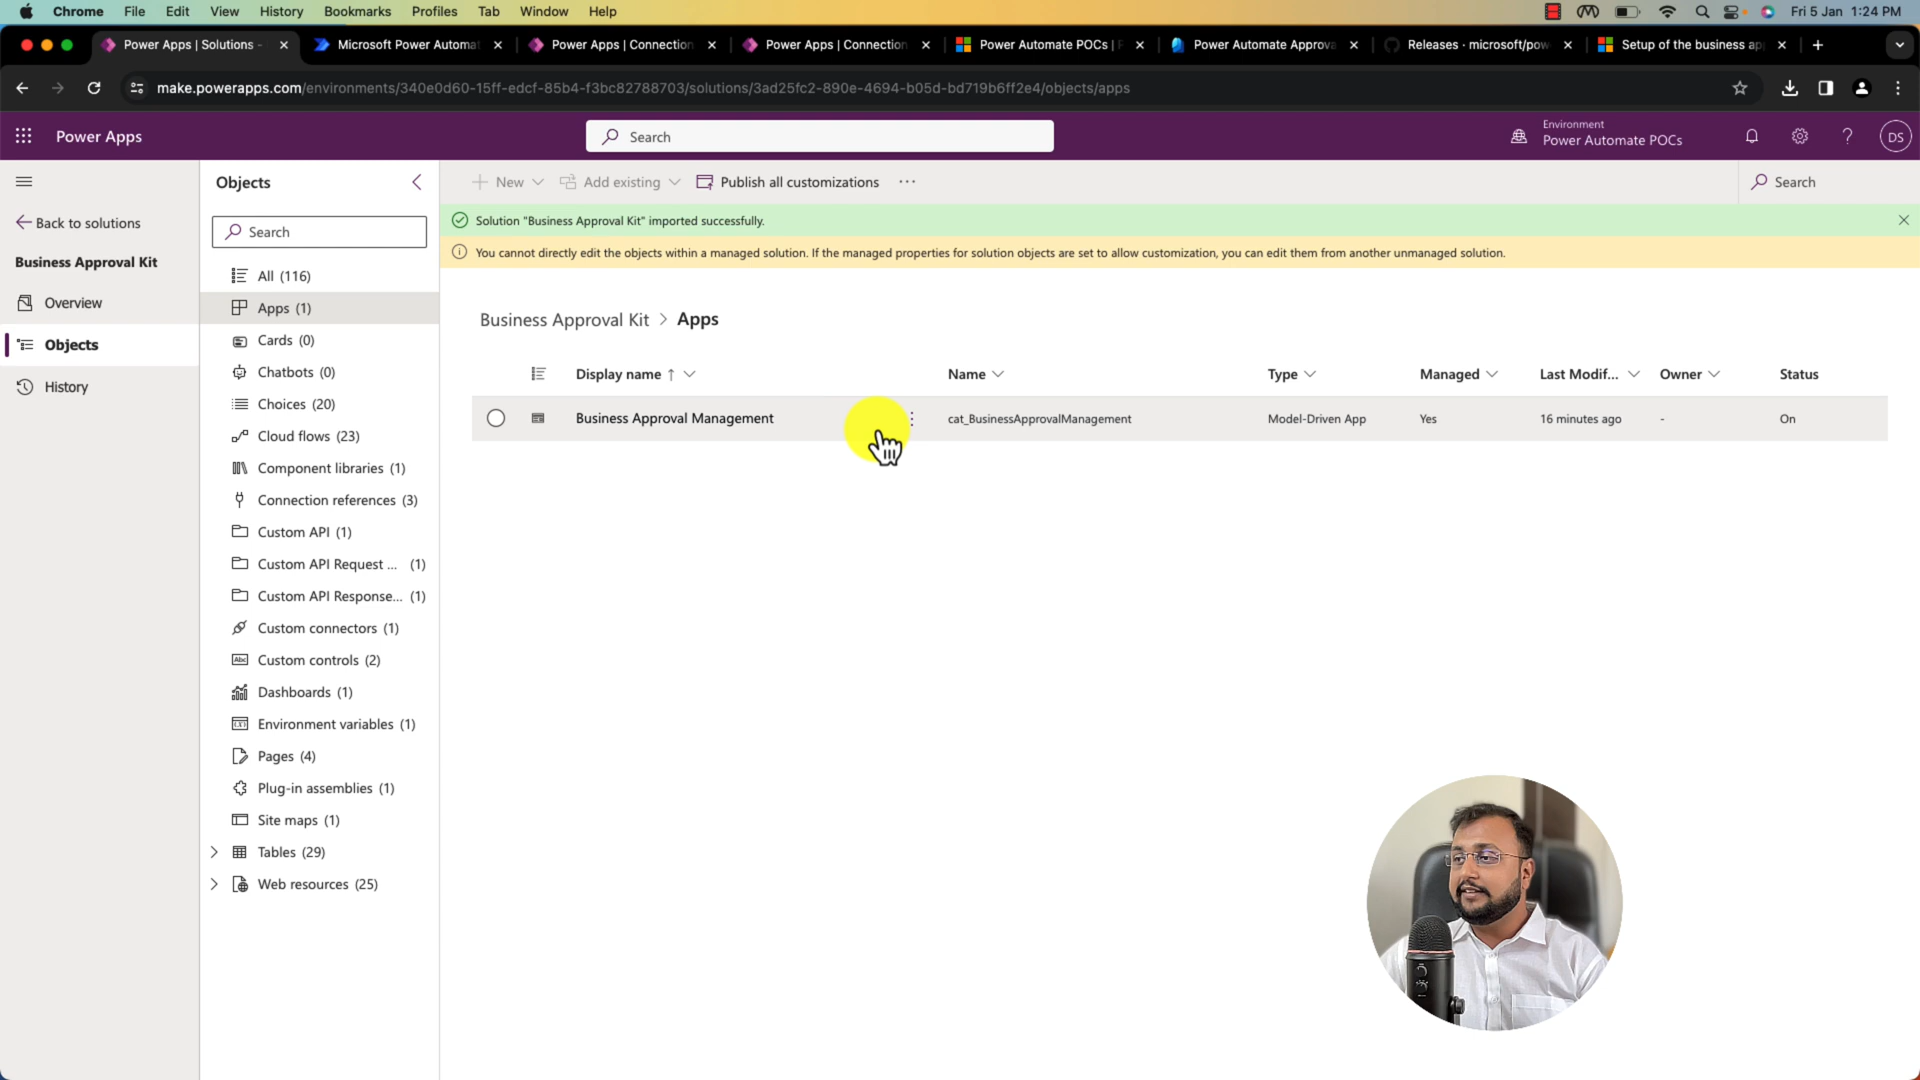 Chrome File Edit View History Bookmarks Profiles Tab Window Help Fri 5 Jan 1:24 PM
Power Apps | Solutions - Microsoft Power Automat Power Apps | Connection Power Apps | Connection Power Automate POCs | P Power Automate Approva Releases · microsoft/pow Setup of the business ap
make.powerapps.com/environments/340e0d60-15ff-edcf-85b4-f3bc82788703/solutions/3ad25fc2-890e-4694-b05d-bd719b6ff2e4/objects/apps
Power Apps
Search
Environment
Power Automate POCs
DS
Back to solutions
Business Approval Kit
Overview
Objects
History
Objects
Search
All (116)
Apps (1)
Cards (0)
Chatbots (0)
Choices (20)
Cloud flows (23)
Component libraries (1)
Connection references (3)
Custom API (1)
Custom API Request ... (1)
Custom API Response... (1)
Custom connectors (1)
Custom controls (2)
Dashboards (1)
Environment variables (1)
Pages (4)
Plug-in assemblies (1)
Site maps (1)
Tables (29)
Web resources (25)
New Add existing Publish all customizations ··· Search
Solution "Business Approval Kit" imported successfully.
You cannot directly edit the objects within a managed solution. If the managed properties for solution objects are set to allow customization, you can edit them from another unmanaged solution.
Business Approval Kit > Apps
Display name ↑ Name Type Managed Last Modif... Owner Status
Business Approval Management cat_BusinessApprovalManagement Model-Driven App Yes 16 minutes ago - On